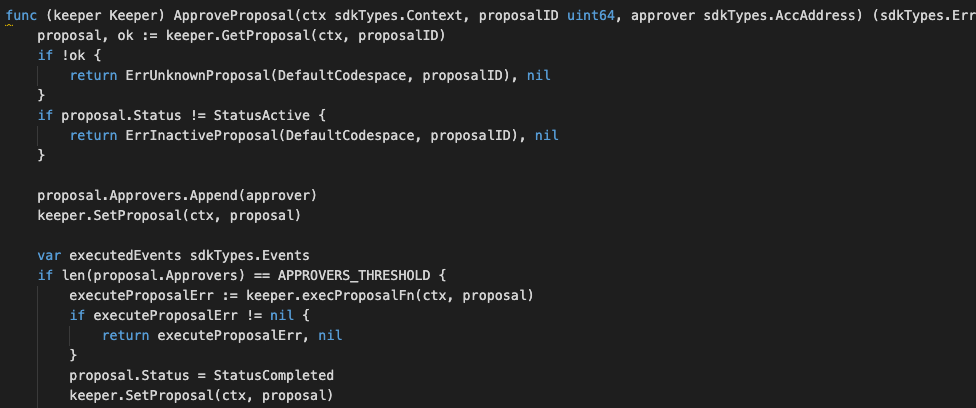 func (keeper Keeper) ApproveProposal(ctx sdkTypes.Context, proposalID uint64, approver sdkTypes.AccAddress) (sdkTypes.Err
    proposal, ok := keeper.GetProposal(ctx, proposalID)
    if !ok {
        return ErrUnknownProposal(DefaultCodespace, proposalID), nil
    }
    if proposal.Status != StatusActive {
        return ErrInactiveProposal(DefaultCodespace, proposalID), nil
    }

    proposal.Approvers.Append(approver)
    keeper.SetProposal(ctx, proposal)

    var executedEvents sdkTypes.Events
    if len(proposal.Approvers) == APPROVERS_THRESHOLD {
        executeProposalErr := keeper.execProposalFn(ctx, proposal)
        if executeProposalErr != nil {
            return executeProposalErr, nil
        }
        proposal.Status = StatusCompleted
        keeper.SetProposal(ctx, proposal)